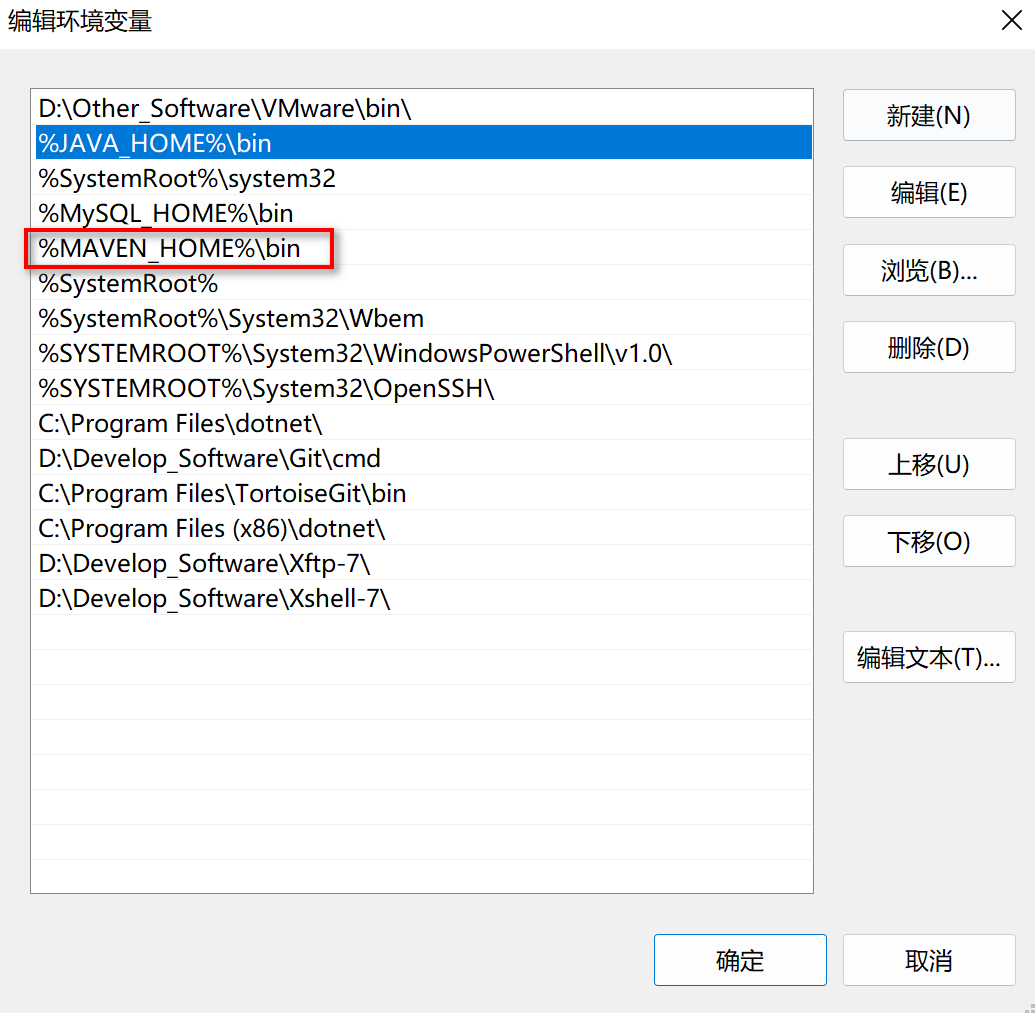 编辑环境变量
D:\Other_Software\VMware\bin\
%JAVA_HOME%\bin
%SystemRoot%\system32
%MySQL_HOME%\bin
%MAVEN_HOME%\bin
%SystemRoot%
%SystemRoot%\System32\Wbem
%SYSTEMROOT%\System32\WindowsPowerShell\v1.0\
%SYSTEMROOT%\System32\OpenSSH\
C:\Program Files\dotnet\
D:\Develop_Software\Git\cmd
C:\Program Files\TortoiseGit\bin
C:\Program Files (x86)\dotnet\
D:\Develop_Software\Xftp-7\
D:\Develop_Software\Xshell-7\
新建(N)
编辑(E)
浏览(B)...
删除(D)
上移(U)
下移(O)
编辑文本(T)...
确定
取消